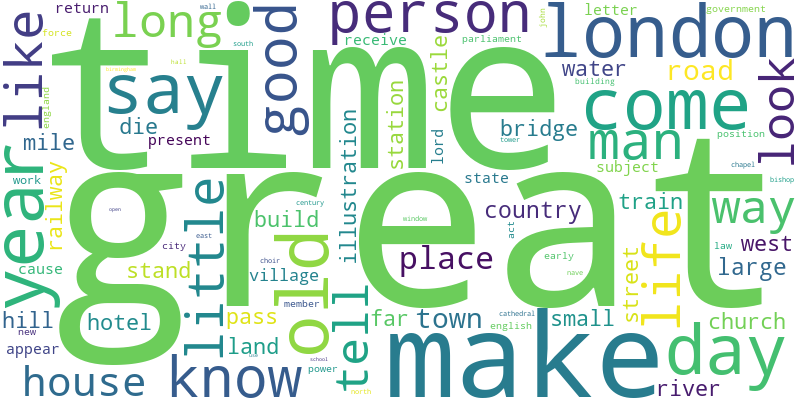 return
long
person
london
letter
government
wall
force
south
john
receive
parliament
time
like
say
good
castle
water
road
look
hall
building
england
come
die
station
bridge
man
position
mile
present
lord
tower
year
work
railway
great
little
illustration
state
subject
chapel
bishop
life
way
open
build
century
window
country
train
act
city
east
old
law
west
cause
stand
choir
place
early
large
village
nave
street
hill
new
hotel
member
pass
tell
far
town
cathedral
english
small
church
appear
land
school
power
make
day
house
know
north
river